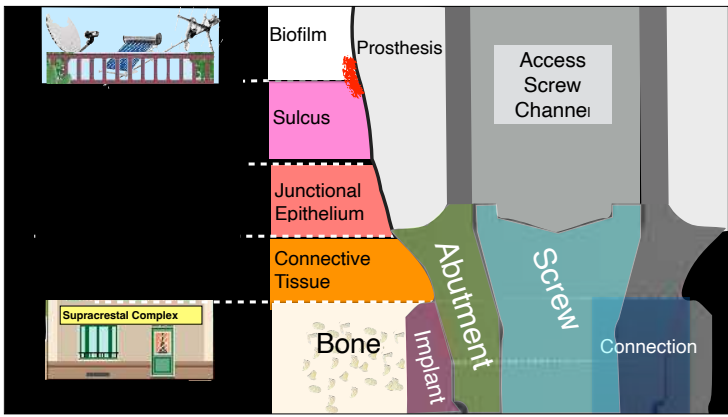 Biofilm
Prosthesis
Access
Screw
Channel
Sulcus
Junctional
Epithelium
Connective
Tissue
Abutment
Screw
Supracrestal Complex
Bone
Implant
Connection